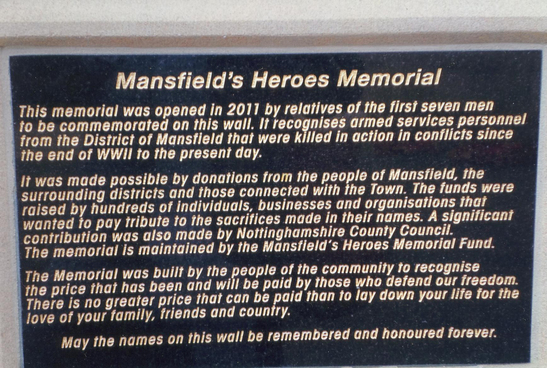 Mansfield's Heroes Memorial
This memorial was opened in 2011 by relatives of the first seven men
to be commemorated on this wall. It recognises armed services personnel
from the District of Mansfield that were killed in action in conflicts since
the end of WWII to the present day.
It was made possible by donations from the people of Mansfield, the
surrounding districts and those connected with the Town. The funds were
raised by hundreds of individuals, businesses and organisations that
wanted to pay tribute to the sacrifices made in their names. A significant
contribution was also made by Nottinghamshire County Council.
The memorial is maintained by the Mansfield's Heroes Memorial Fund.
The Memorial was built by the people of the community to recognise
the price that has been and will be paid by those who defend our freedom.
There is no greater price that can be paid than to lay down your life for the
love of your family, friends and country.
May the names on this wall be remembered and honoured forever.